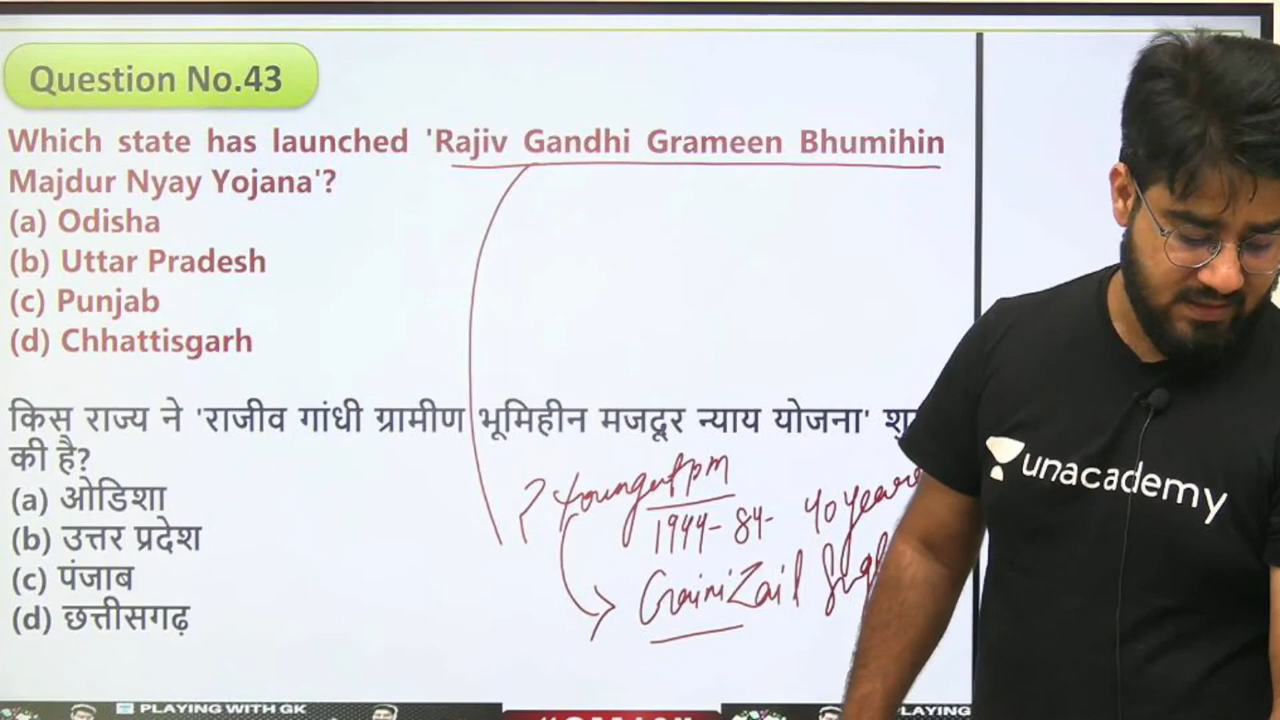 Question No.43
Which state has launched 'Rajiv Gandhi Grameen Bhumihin
Majdur Nyay Yojana'?
(a) Odisha
(b) Uttar Pradesh
(c) Punjab
(d) Chhattisgarh
किस राज्य ने 'राजीव गांधी ग्रामीण भूमिहीन मजदूर न्याय योजना'
की है?
(a) ओडिशा
(b) उत्तर प्रदेश
(c) पंजाब
(d) छत्तीसगढ़
Youngest pm
1944-84- 40 years
Zail
unacademy
PLAYING WITH GK
PLAYING